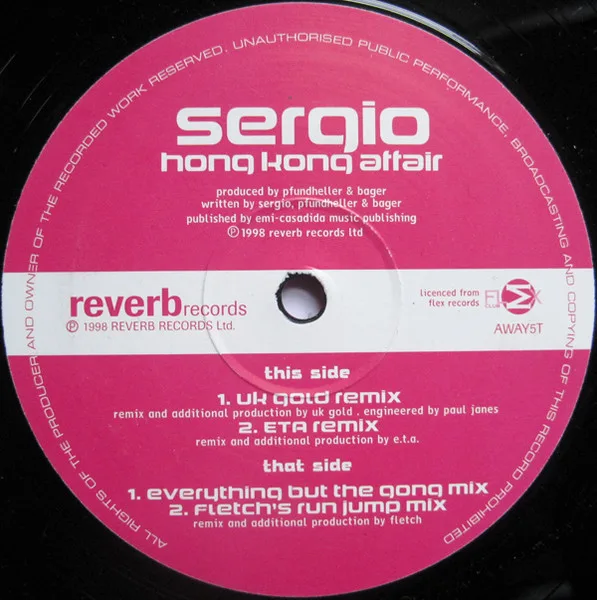 ALL RIGHTS OF THE PRODUCER AND OWNER OF THE RECORDED WORK RESERVED. UNAUTHORISED PUBLIC PERFORMANCE, BROADCASTING AND COPYING OF THIS RECORD PROHIBITED
sergio
hong kong affair
produced by pfundheller & bager
written by sergio, pfundheller & bager
published by emi-casadida music publishing
℗ 1998 reverb records ltd
reverbrecords
℗ 1998 REVERB RECORDS Ltd.
licenced from
flex records
FLEX
CLUB
AWAY5T
this side
1. UK GOLD REMIX
remix and additional production by uk gold . engineered by paul janes
2. ETA REMIX
remix and additional production by e.t.a.
that side
1. everything but the gong mix
2. Fletch's run jump mix
remix and additional production by fletch